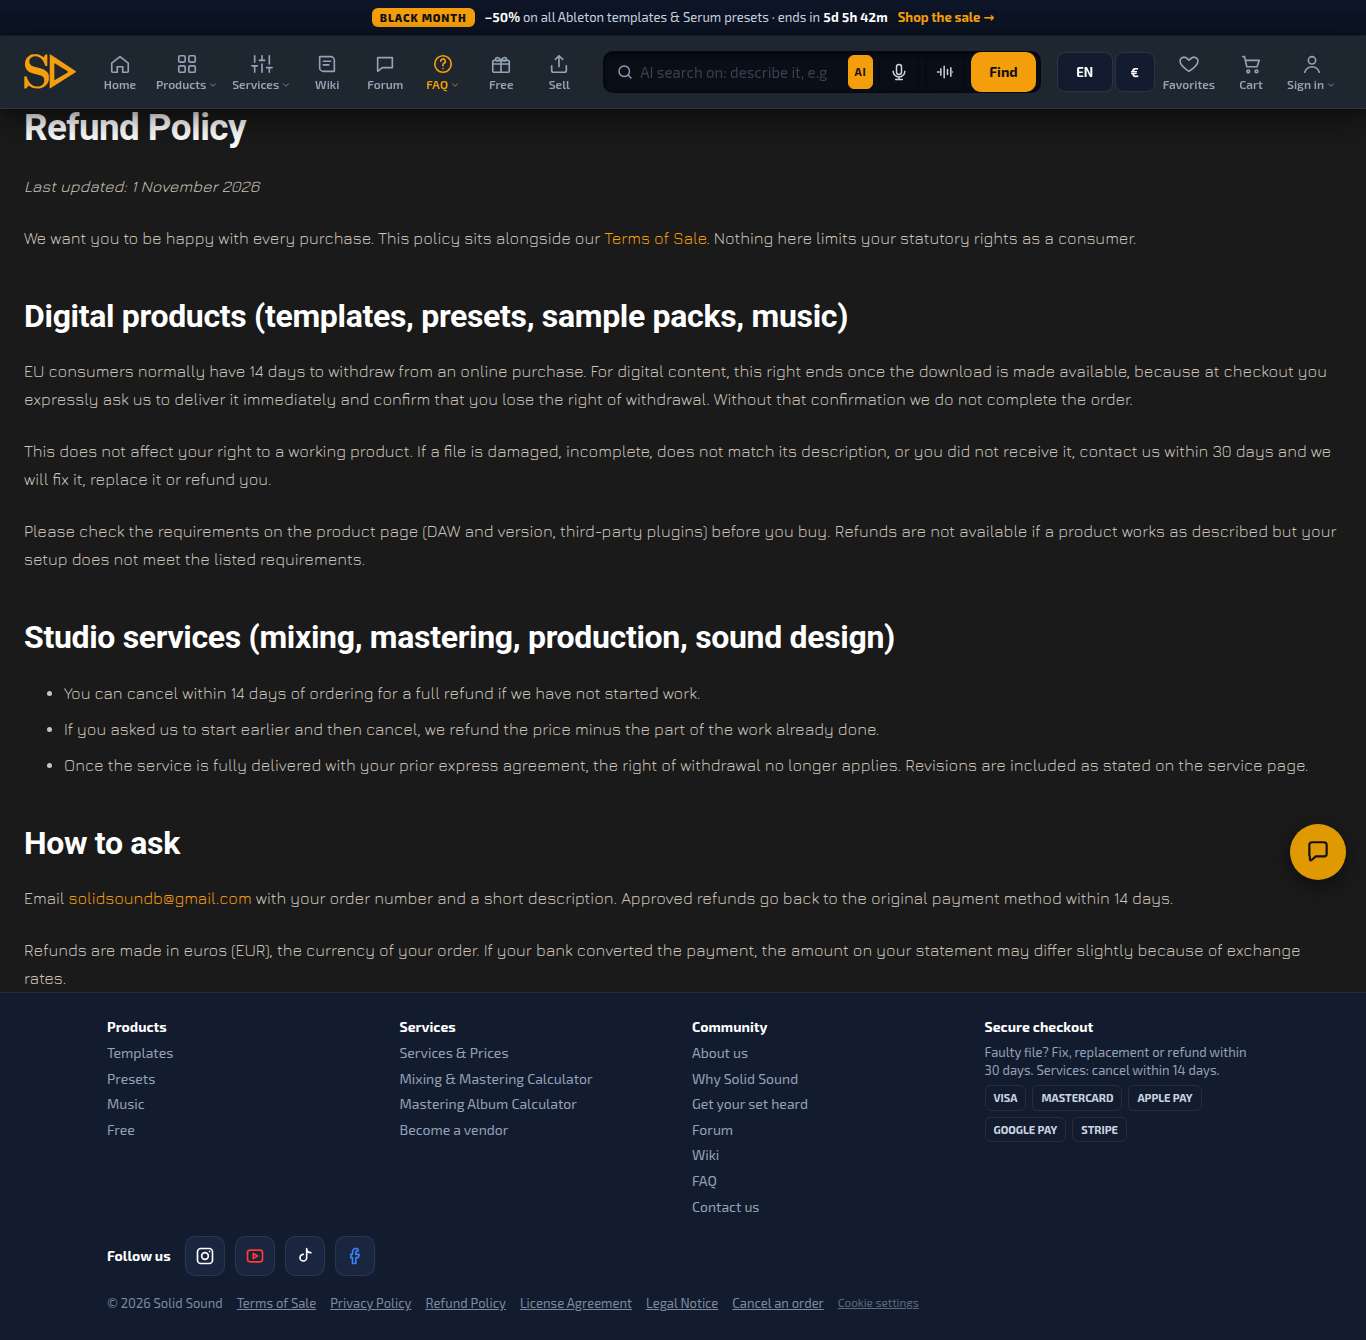 BLACK MONTH −50% on all Ableton templates & Serum presets · ends in 5d 5h 42m Shop the sale →
SD Home Products Services Wiki Forum FAQ Free Sell AI search on: describe it, e.g AI Find EN € Favorites Cart Sign in
Refund Policy
Last updated: 1 November 2026
We want you to be happy with every purchase. This policy sits alongside our Terms of Sale. Nothing here limits your statutory rights as a consumer.
Digital products (templates, presets, sample packs, music)
EU consumers normally have 14 days to withdraw from an online purchase. For digital content, this right ends once the download is made available, because at checkout you
expressly ask us to deliver it immediately and confirm that you lose the right of withdrawal. Without that confirmation we do not complete the order.
This does not affect your right to a working product. If a file is damaged, incomplete, does not match its description, or you did not receive it, contact us within 30 days and we
will fix it, replace it or refund you.
Please check the requirements on the product page (DAW and version, third-party plugins) before you buy. Refunds are not available if a product works as described but your
setup does not meet the listed requirements.
Studio services (mixing, mastering, production, sound design)
• You can cancel within 14 days of ordering for a full refund if we have not started work.
• If you asked us to start earlier and then cancel, we refund the price minus the part of the work already done.
• Once the service is fully delivered with your prior express agreement, the right of withdrawal no longer applies. Revisions are included as stated on the service page.
How to ask
Email solidsoundb@gmail.com with your order number and a short description. Approved refunds go back to the original payment method within 14 days.
Refunds are made in euros (EUR), the currency of your order. If your bank converted the payment, the amount on your statement may differ slightly because of exchange
rates.
Products
Templates
Presets
Music
Free
Services
Services & Prices
Mixing & Mastering Calculator
Mastering Album Calculator
Become a vendor
Community
About us
Why Solid Sound
Get your set heard
Forum
Wiki
FAQ
Contact us
Secure checkout
Faulty file? Fix, replacement or refund within
30 days. Services: cancel within 14 days.
VISA MASTERCARD APPLE PAY
GOOGLE PAY STRIPE
Follow us
© 2026 Solid Sound Terms of Sale Privacy Policy Refund Policy License Agreement Legal Notice Cancel an order Cookie settings